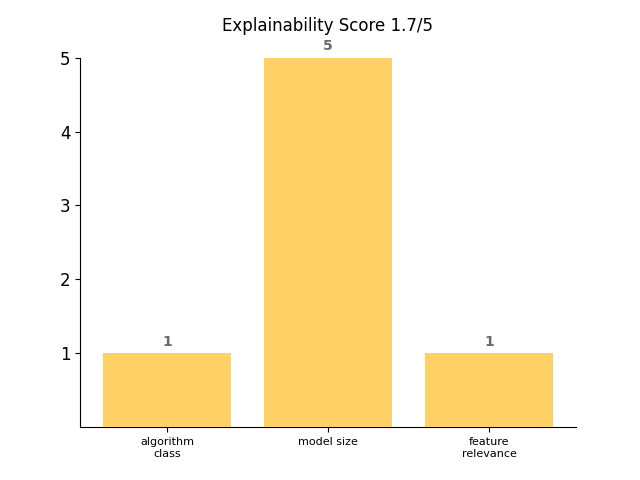 Explainability Score 1.7/5
5
5
4
3
2
1
1
1
algorithm
class
model size
feature
relevance